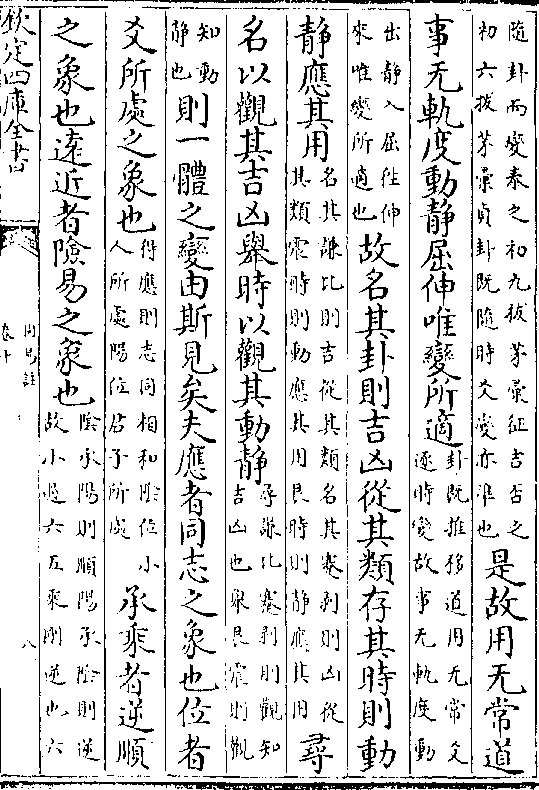 隨卦而變泰之初九拔茅彙征吉否之
初六拔茅彙貞卦既隨時爻變亦准也
是故用无常道
事无軌度動靜屈伸唯變所適
卦既推移道用无常爻
逐時變故事无軌度動
出靜入屈往伸
來唯變所適也
故名其卦則吉凶從其類存其時則動
靜應其用
名其謙比則吉從其類名其蹇剝則凶從
其類震時則動應其用艮時則靜應其用
尋
名以觀其吉凶舉時以觀其動靜
尋謙比蹇剝則觀知
吉凶也舉艮震則觀
知動
靜也
則一體之變由斯見矣夫應者同志之象也位者
爻所處之象也
得應則志同相和陰位小
人所處陽位君子所處
承乘者逆順
之象也遠近者險易之象也
陰承陽則順陽承陰則逆
故小過六五乘剛逆也六
欽定四庫全書
周易註
卷十
八